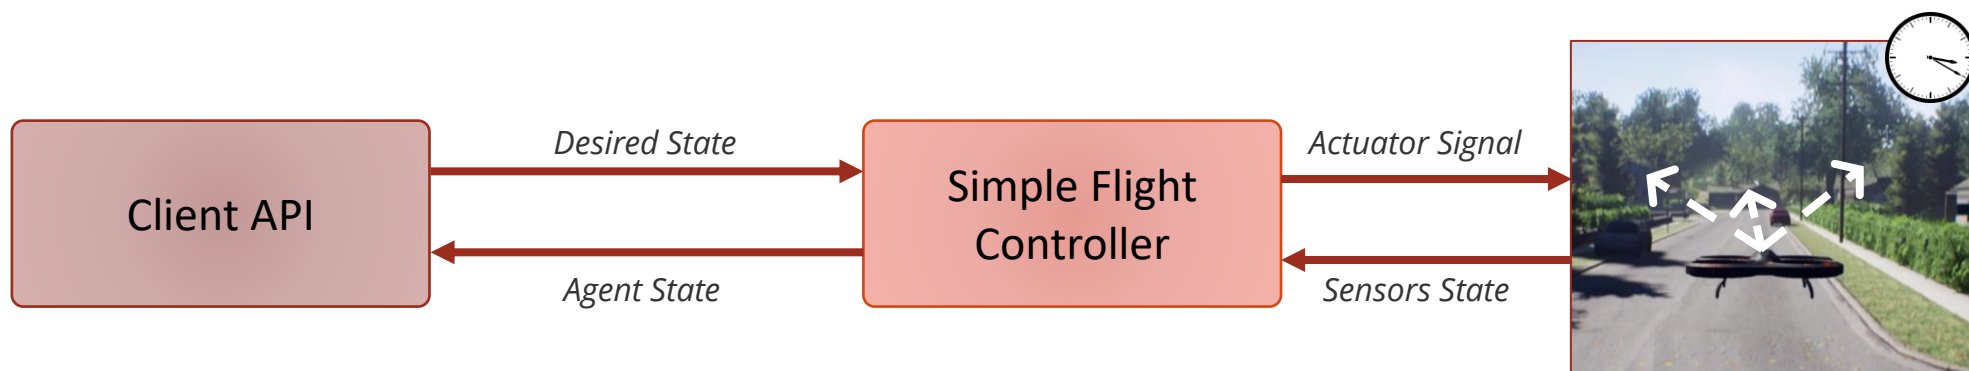 Client API
Desired State
Agent State
Simple Flight
Controller
Actuator Signal
Sensors State